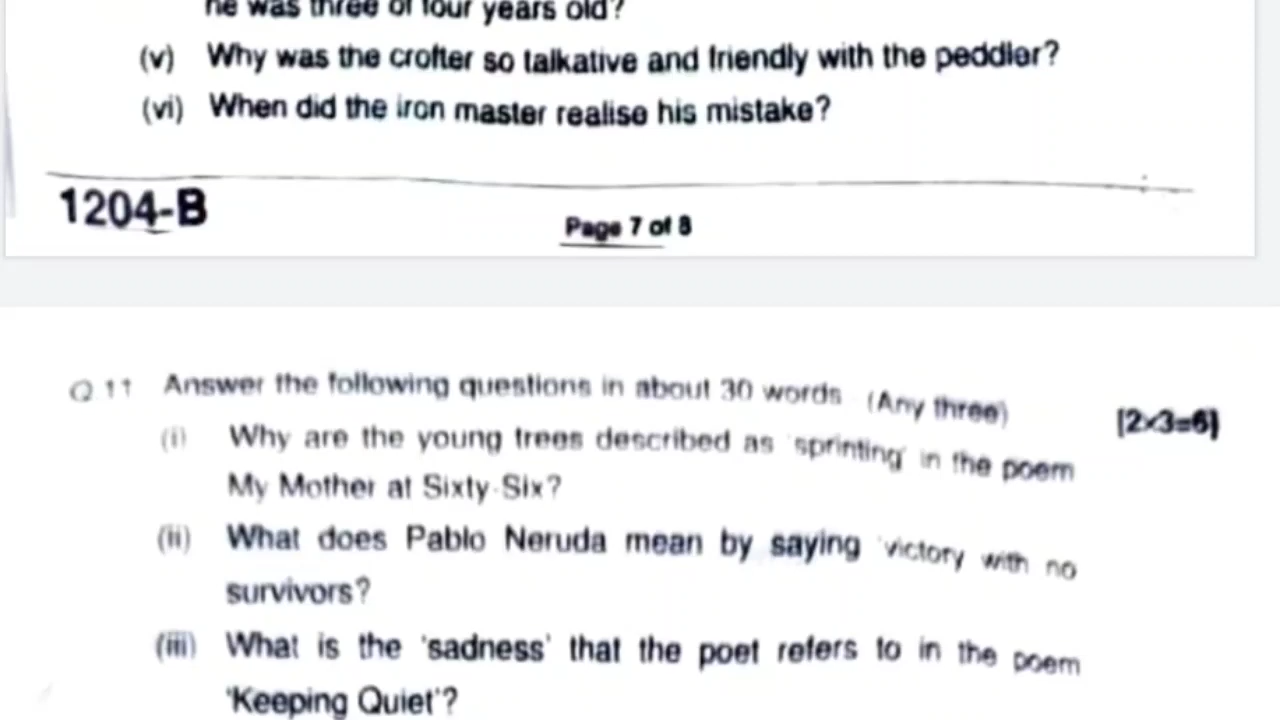 he was three or four years old?
(v) Why was the crofter so talkative and friendly with the peddler?
(vi) When did the iron master realise his mistake?
1204-B
Page 7 of 8
Q.11 Answer the following questions in about 30 words (Any three) [2×3=6]
(i) Why are the young trees described as 'sprinting' in the poem
My Mother at Sixty-Six?
(ii) What does Pablo Neruda mean by saying 'victory with no
survivors?
(iii) What is the 'sadness' that the poet refers to in the poem
'Keeping Quiet'?